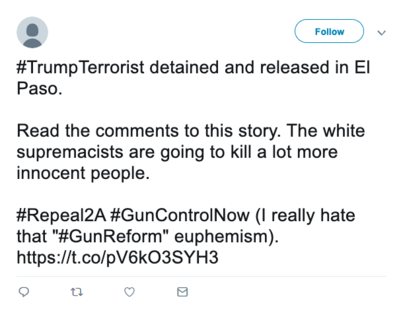 Follow
#TrumpTerrorist detained and released in El
Paso.
Read the comments to this story. The white
supremacists are going to kill a lot more
innocent people.
#Repeal2A #GunControlNow (I really hate
that "#GunReform" euphemism).
https://t.co/pV6kO3SYH3